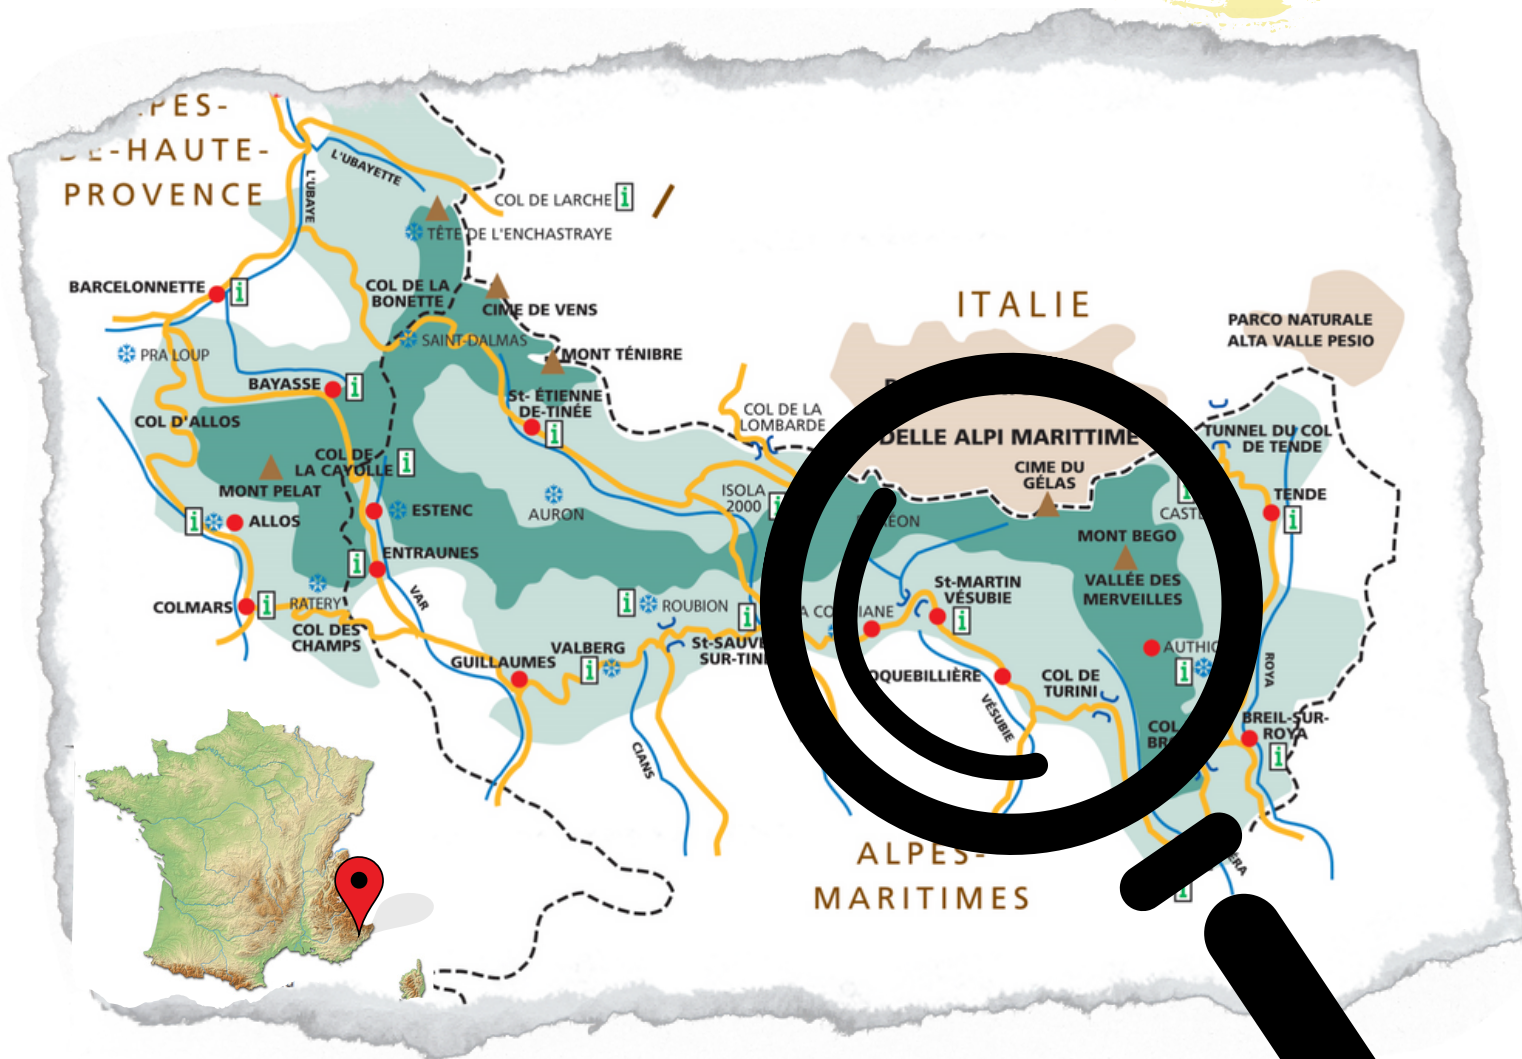 DE-HAUTE-
PROVENCE
L'UBAYETTE
L'UBAYE
COL DE LARCHE
TÊTE DE L'ENCHASTRAYE
BARCELONNETTE
COL DE LA
BONETTE
CIME DE VENS
ITALIE
PARCO NATURALE
ALTA VALLE PESIO
PRA LOUP
SAINT-DALMAS
MONT TÉNIBRE
BAYASSE
St- ÉTIENNE
DE-TINÉE
COL D'ALLOS
COL DE LA
LOMBARDE
DELLE ALPI MARITTIME
TUNNEL DU COL
DE TENDE
COL DE
LA CAYOLLE
CIME DU
GÉLAS
MONT PELAT
ISOLA
2000
TENDE
ALLOS
ESTENC
AURON
MONT BEGO
ENTRAUNES
VALLÉE DES
MERVEILLES
St-MARTIN
VÉSUBIE
COLMARS
RATERY
VAR
ROUBION
COL DES
CHAMPS
VALBERG
GUILLAUMES
COL DE
TURINI
ROYA
VÉSUBIE
BREIL-SUR-
ROYA
CIANS
ALPES-
MARITIMES